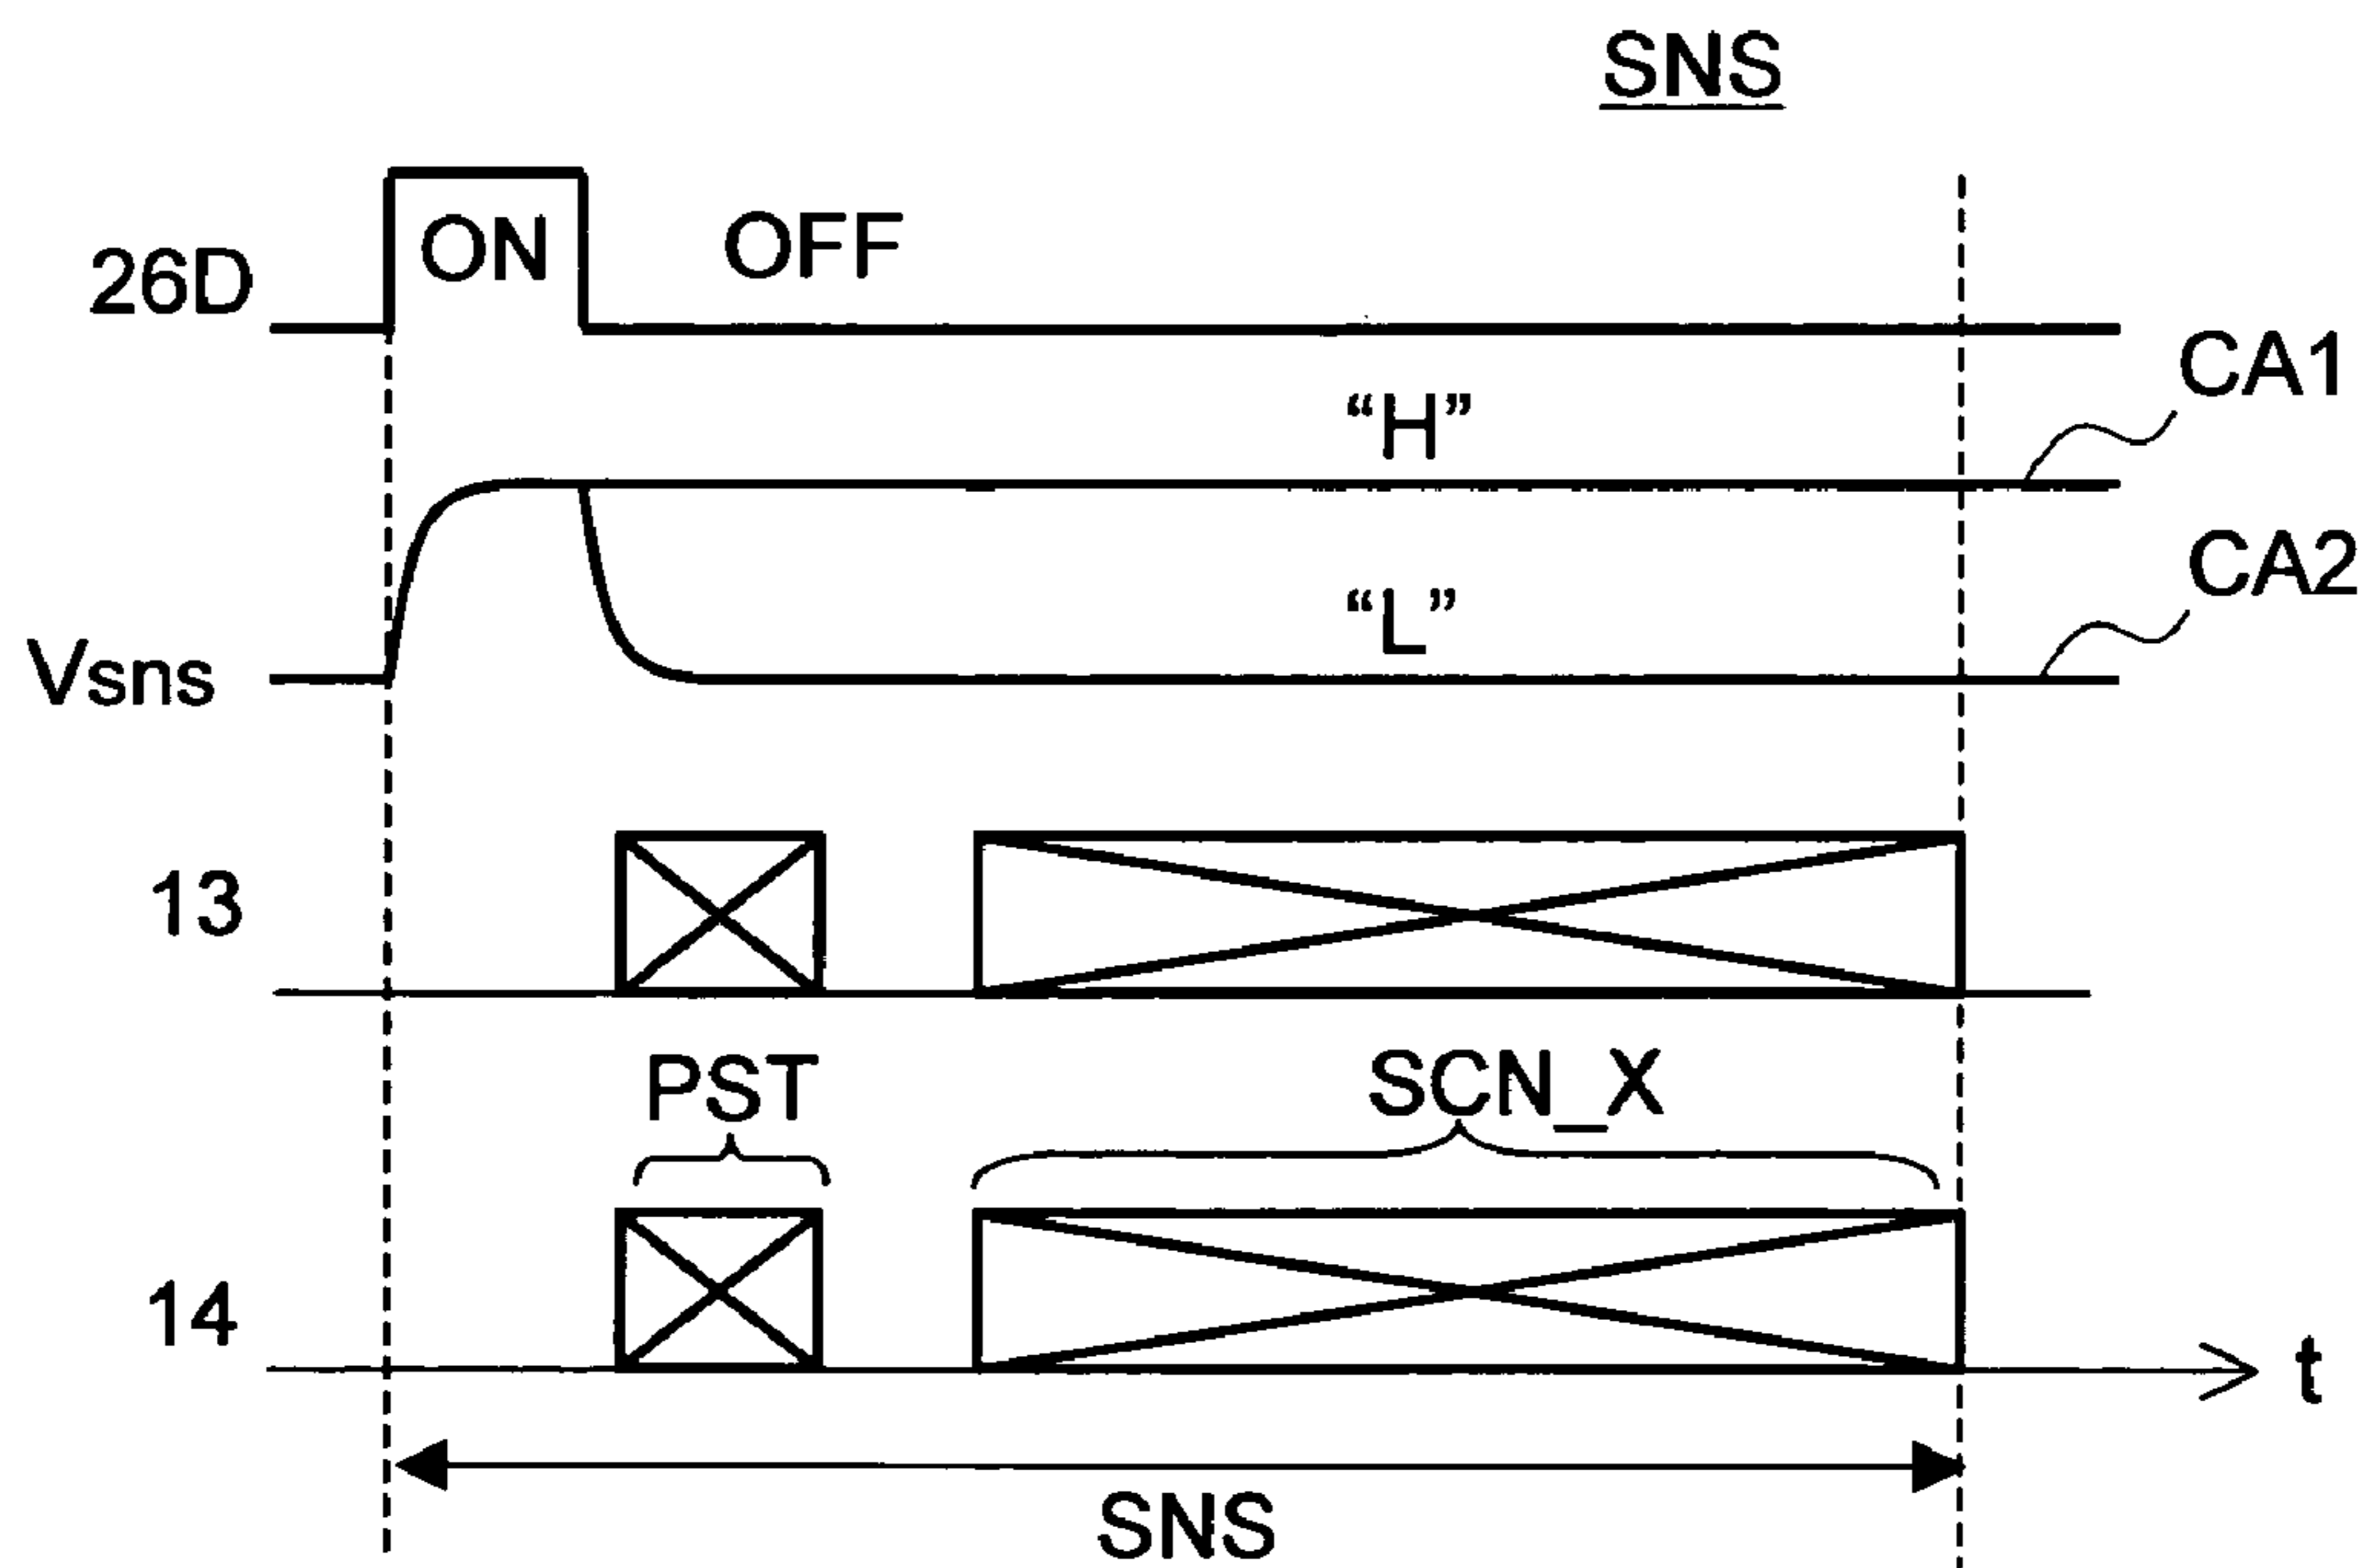 SNS
26D
ON
OFF
CA1
“H”
CA2
“L”
Vsns
13
PST
SCN_X
14
t
SNS